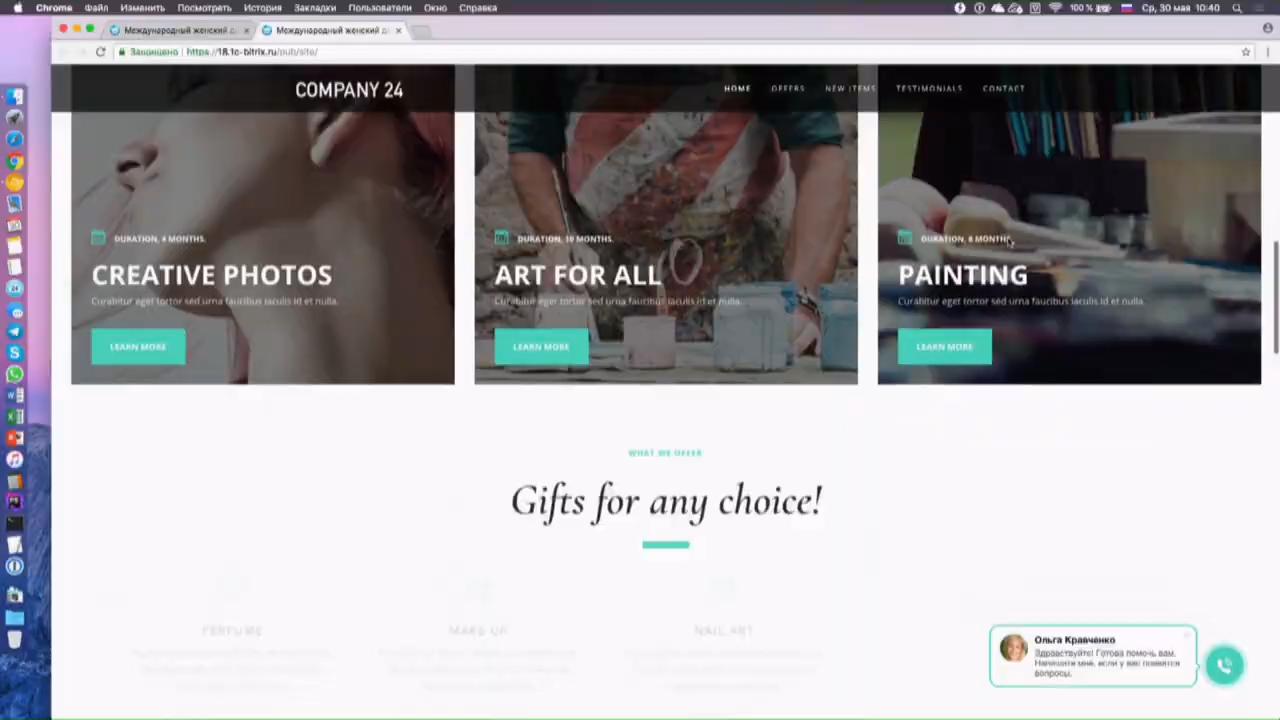 Chrome Файл Изменить Посмотреть История Закладки Пользователи Окно Справка 100 % Ср, 30 мая 10:40
Международный женский д Международный женский д
Защищено https://18.1c-bitrix.ru/pub/site/
COMPANY 24 HOME OFFERS NEW ITEMS TESTIMONIALS CONTACT
DURATION, 4 MONTHS. DURATION, 10 MONTHS. DURATION, 8 MONTHS.
CREATIVE PHOTOS ART FOR ALL PAINTING
Curabitur eget tortor sed urna faucibus iaculis id et nulla. Curabitur eget tortor sed urna faucibus iaculis id et nulla. Curabitur eget tortor sed urna faucibus iaculis id et nulla.
LEARN MORE LEARN MORE LEARN MORE
WHAT WE OFFER
Gifts for any choice!
PERFUME MAKE UP NAIL ART
Ольга Кравченко
Здравствуйте! Готова помочь вам.
Напишите мне, если у вас появятся
вопросы.